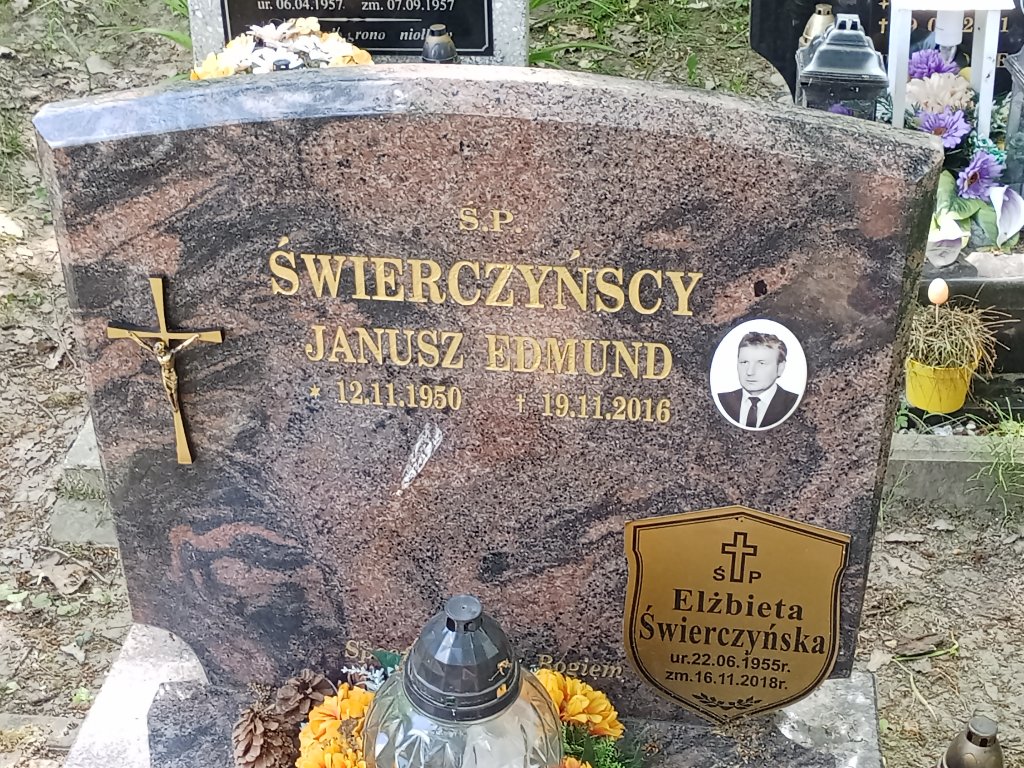 ur. 06.04.1957 zm. 07.09.1957
Ś.P.
ŚWIERCZYŃSCY
JANUSZ EDMUND
* 12.11.1950 † 19.11.2016
Ś P
Elżbieta
Świerczyńska
ur. 22.06.1955r.
zm. 16.11.2018r.
Bogiem